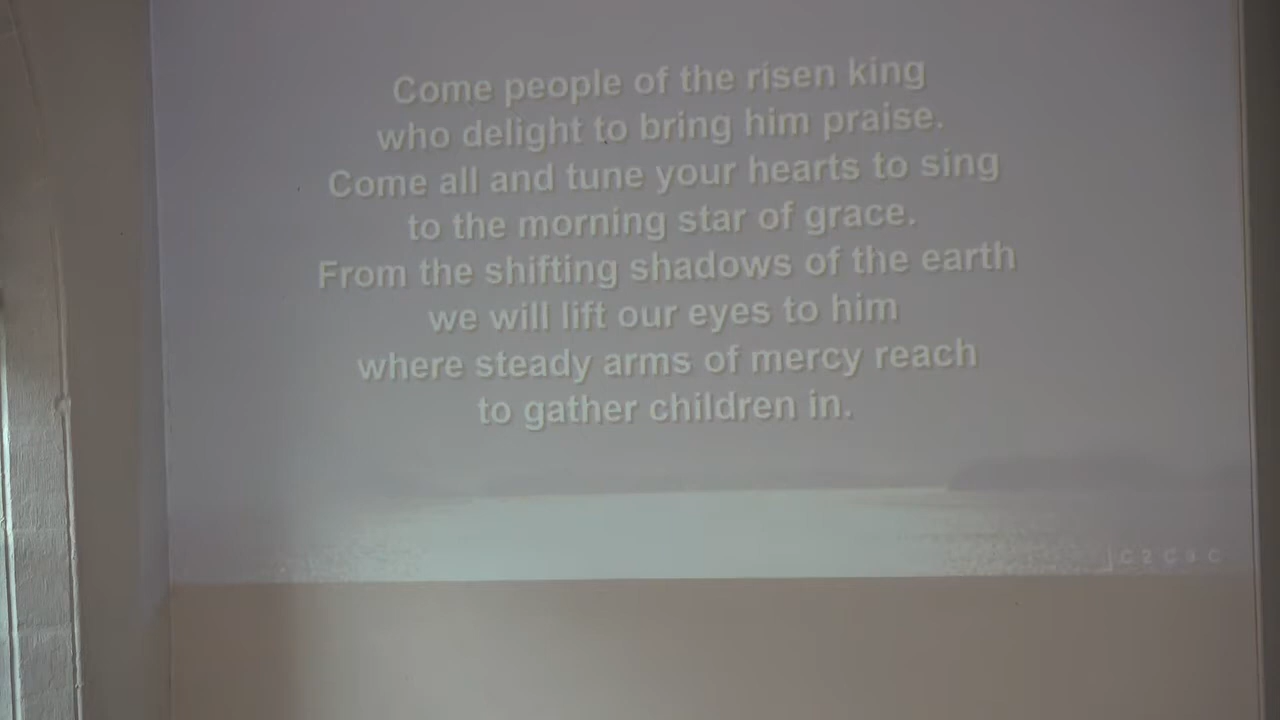 Come people of the risen king
who delight to bring him praise.
Come all and tune your hearts to sing
to the morning star of grace.
From the shifting shadows of the earth
we will lift our eyes to him
where steady arms of mercy reach
to gather children in.